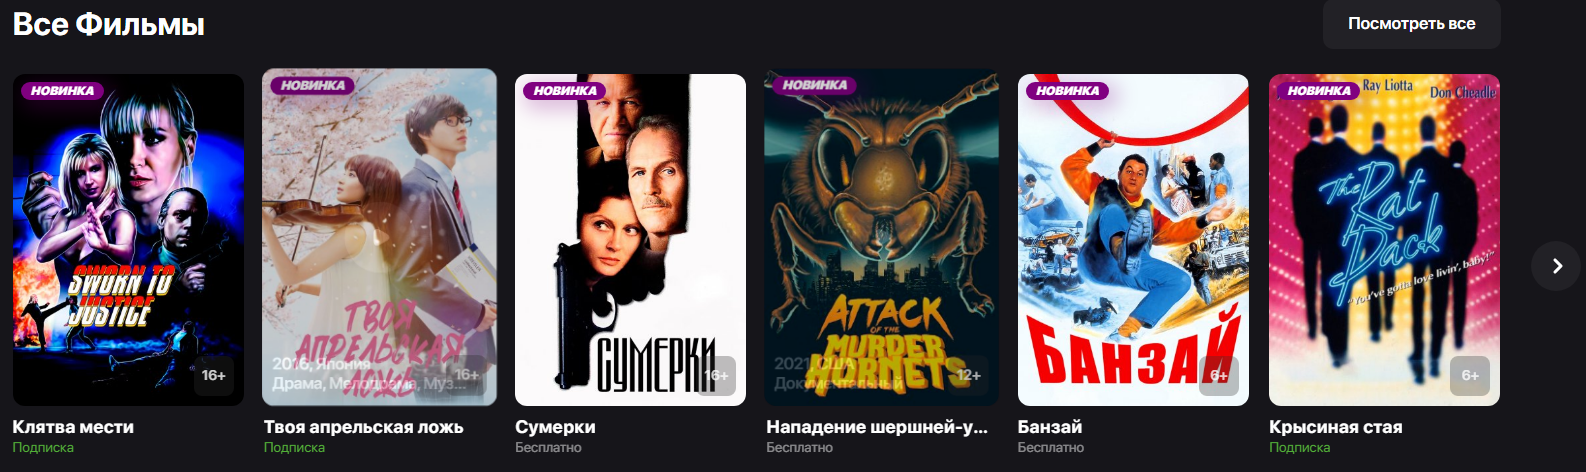 Все Фильмы
Посмотреть все
НОВИНКА
SWORN TO
JUSTICE
16+
Клятва мести
Подписка
НОВИНКА
ТВОЯ
АПРЕЛЬСКАЯ
ЛОЖЬ
2016, Япония
Драма, Мелодрама, Муз...
16+
Твоя апрельская ложь
Подписка
НОВИНКА
СУМЕРКИ
16+
Сумерки
Бесплатно
НОВИНКА
ATTACK
OF THE
MURDER
HORNETS
2021, США
Документальный
12+
Нападение шершней-у...
Бесплатно
НОВИНКА
БАНЗАЙ
6+
Банзай
Бесплатно
НОВИНКА
Ray Liotta
Don Cheadle
The
Rat
Pack
"You've gotta love livin', baby!"
6+
Крысиная стая
Подписка